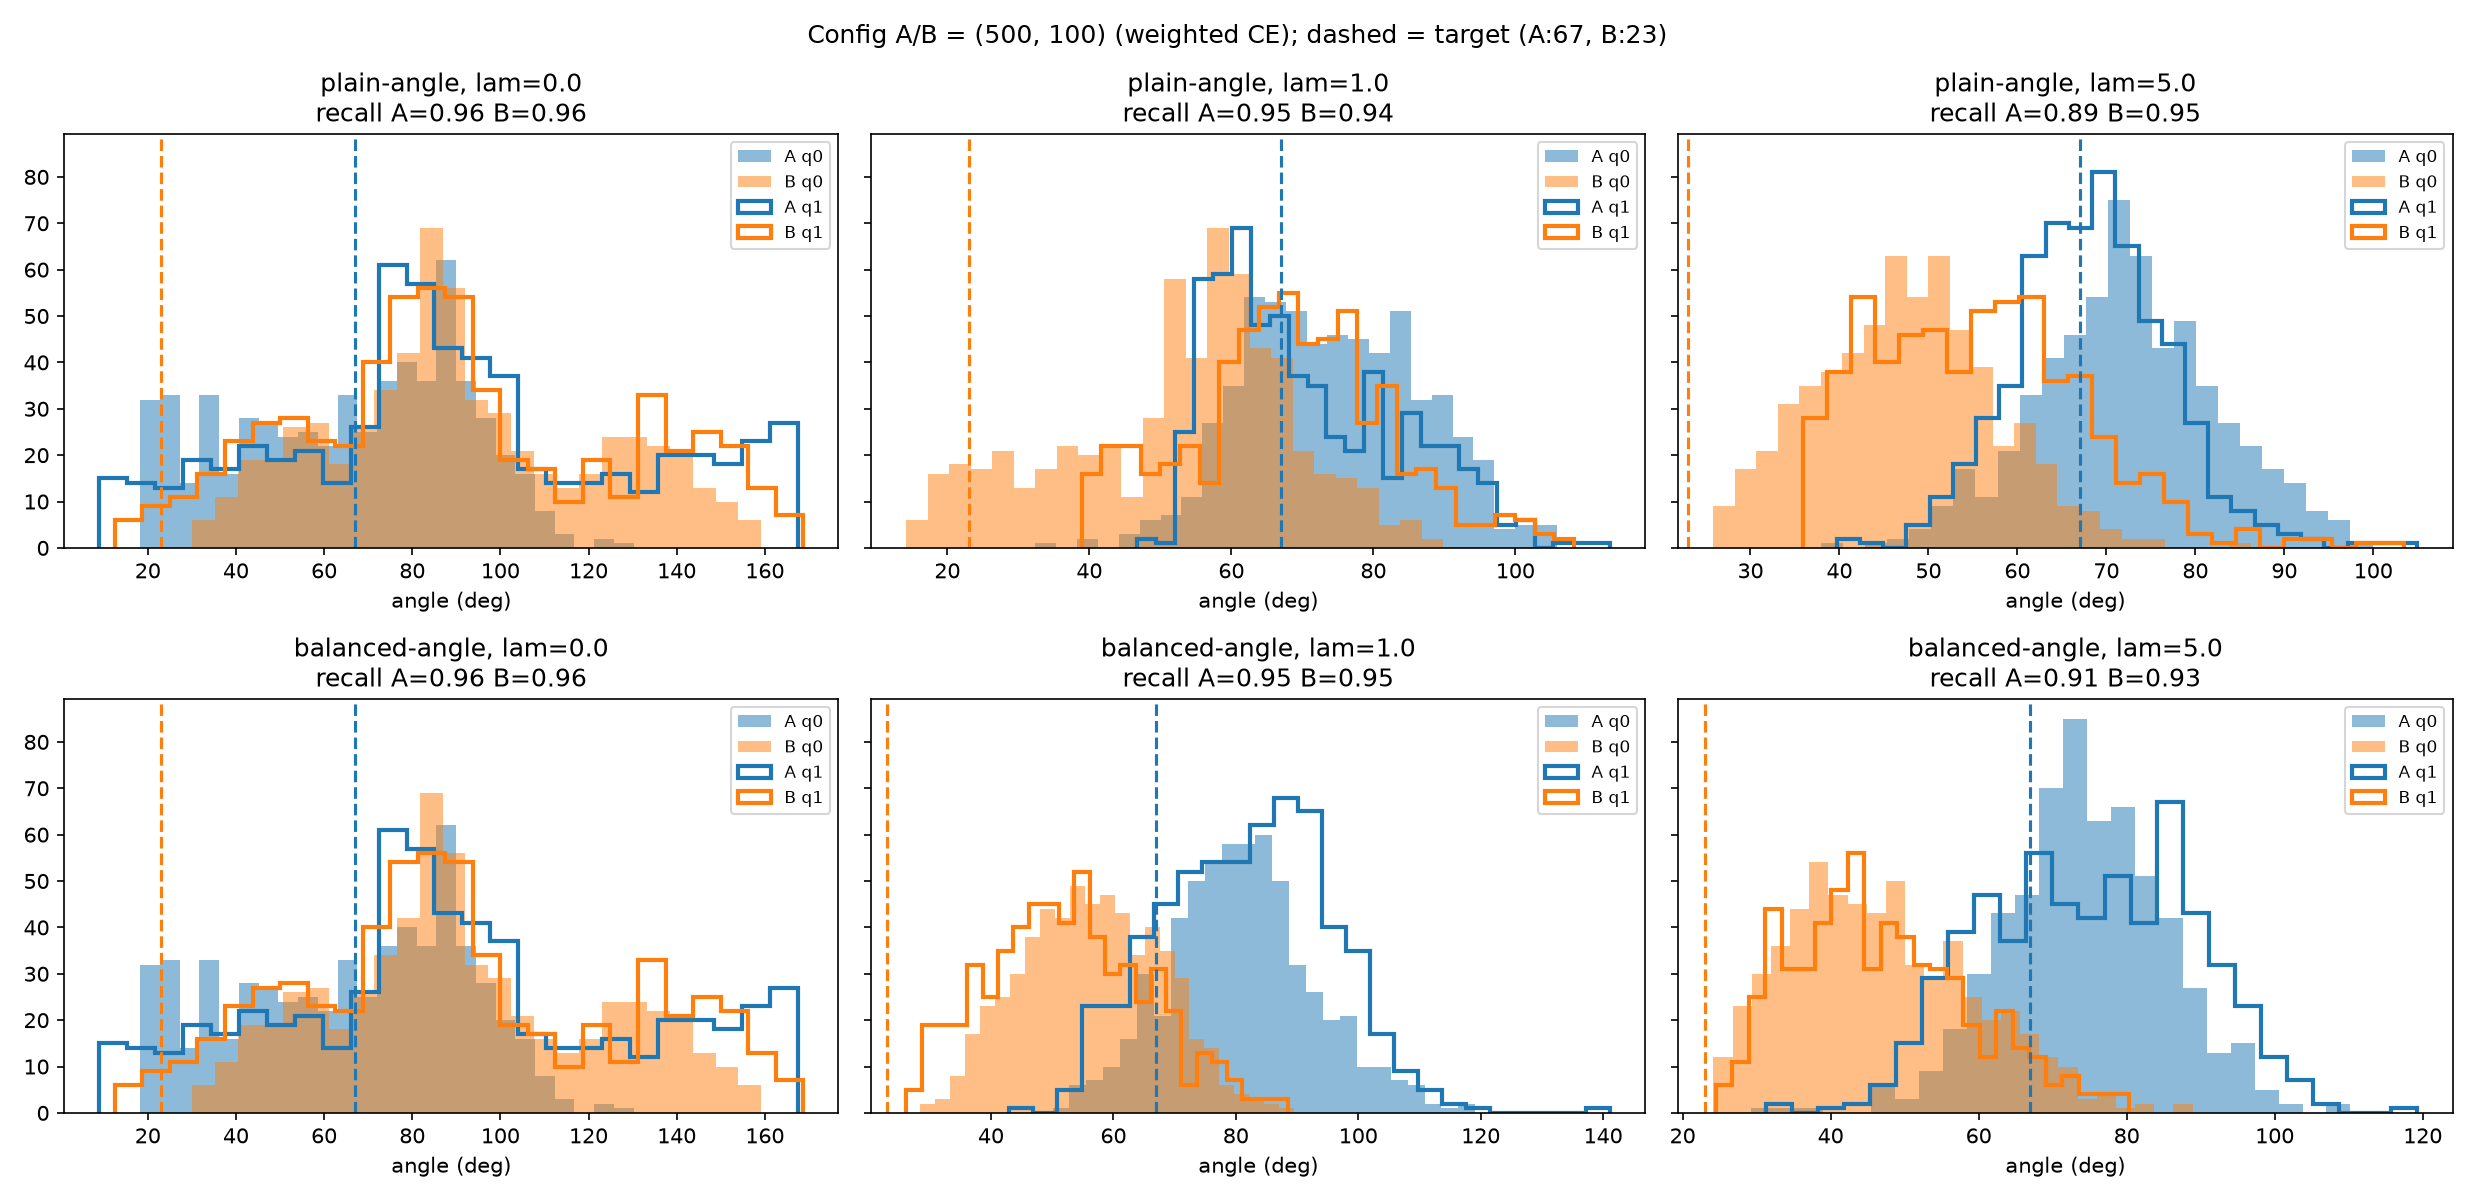 Config A/B = (500, 100) (weighted CE); dashed = target (A:67, B:23)
plain-angle, lam=0.0
recall A=0.96 B=0.96
A q0
B q0
A q1
B q1
0
10
20
30
40
50
60
70
80
20 40 60 80 100 120 140 160
angle (deg)
plain-angle, lam=1.0
recall A=0.95 B=0.94
A q0
B q0
A q1
B q1
20 40 60 80 100
angle (deg)
plain-angle, lam=5.0
recall A=0.89 B=0.95
A q0
B q0
A q1
B q1
30 40 50 60 70 80 90 100
angle (deg)
balanced-angle, lam=0.0
recall A=0.96 B=0.96
A q0
B q0
A q1
B q1
0
10
20
30
40
50
60
70
80
20 40 60 80 100 120 140 160
angle (deg)
balanced-angle, lam=1.0
recall A=0.95 B=0.95
A q0
B q0
A q1
B q1
40 60 80 100 120 140
angle (deg)
balanced-angle, lam=5.0
recall A=0.91 B=0.93
A q0
B q0
A q1
B q1
20 40 60 80 100 120
angle (deg)